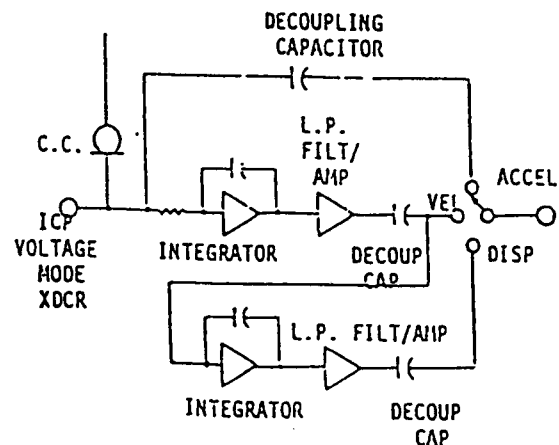 DECOUPLING
CAPACITOR
C.C.
L.P.
FILT/
AMP
ACCEL
VEL
ICP
VOLTAGE
MODE
XDCR
INTEGRATOR
DECOUP
CAP
DISP
L.P. FILT/AMP
INTEGRATOR
DECOUP
CAP